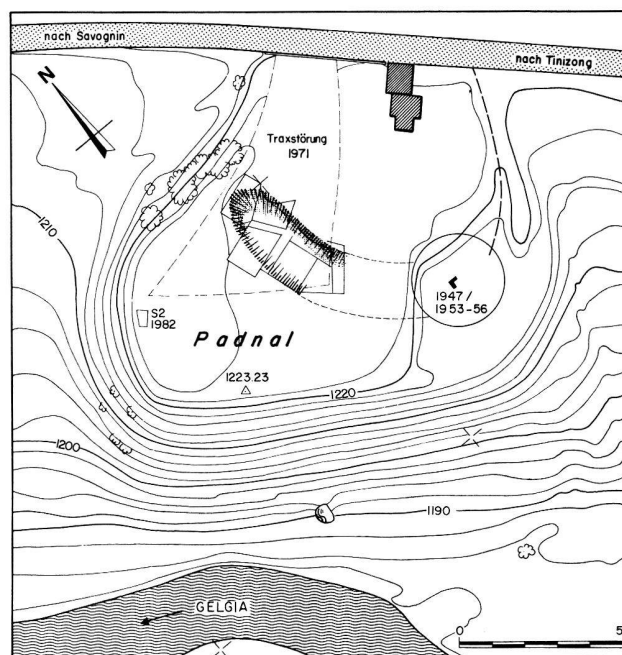 nach Savognin
nach Tinizong
N
Traxstörung
1971
1210
1947 /
1953-56
S2
1982
Padnal
1223.23
1220
1200
1190
GELGIA
0
5